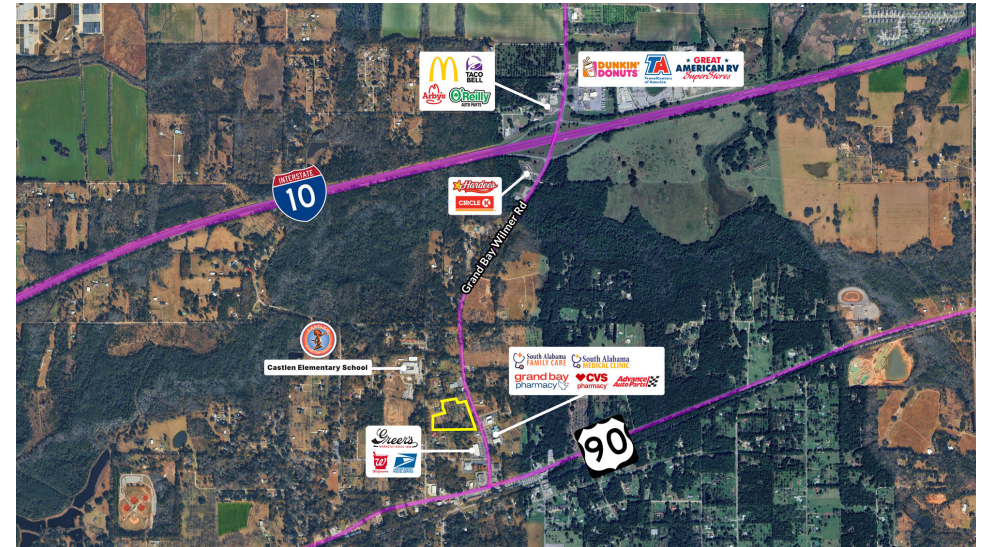 M
TACO
BELL
Arby's
O'Reilly
AUTO PARTS
DUNKIN'
DONUTS
TA
TravelCenters
of America
GREAT
AMERICAN RV
SuperStores
INTERSTATE
10
Hardees
CIRCLE K
Grand Bay Wilmer Rd
Castlen Elementary School
South Alabama
FAMILY CARE
South Alabama
MEDICAL CLINIC
grand bay
pharmacy
CVS
pharmacy
Advance
Auto Parts
Greer's
W
Walgreens
90